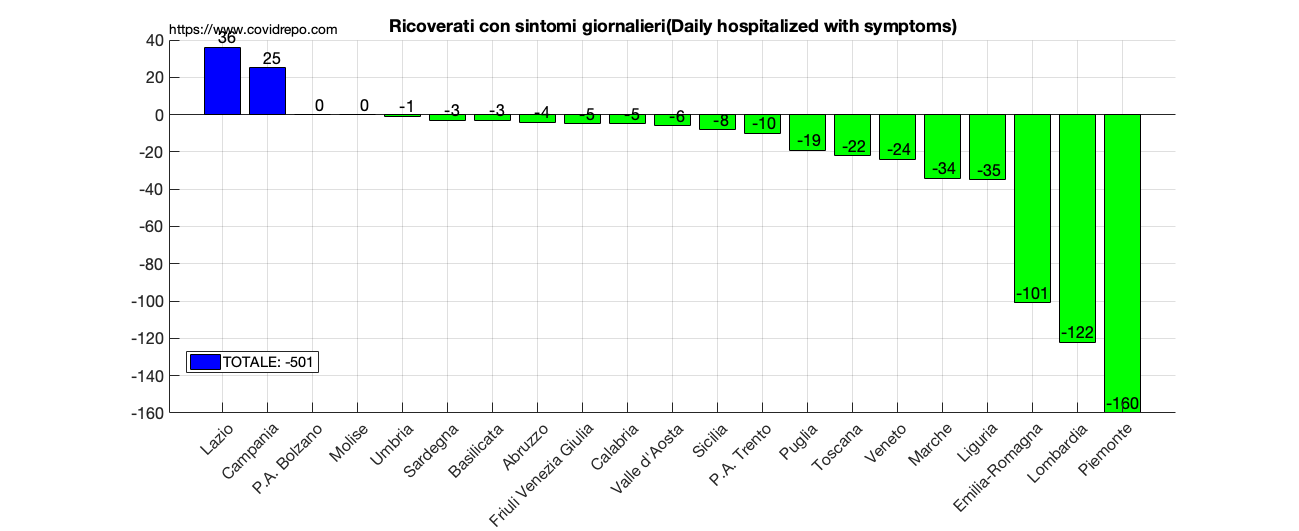 https://www.covidrepo.com
Ricoverati con sintomi giornalieri(Daily hospitalized with symptoms)
40
20
0
-20
-40
-60
-80
-100
-120
-140
-160
36
25
0
0
-1
-3
-3
-4
-5
-5
-6
-8
-10
-19
-22
-24
-34
-35
-101
-122
-160
TOTALE: -501
Lazio
Campania
P.A. Bolzano
Molise
Umbria
Sardegna
Basilicata
Abruzzo
Friuli Venezia Giulia
Calabria
Valle d'Aosta
Sicilia
P.A. Trento
Puglia
Toscana
Veneto
Marche
Liguria
Emilia-Romagna
Lombardia
Piemonte